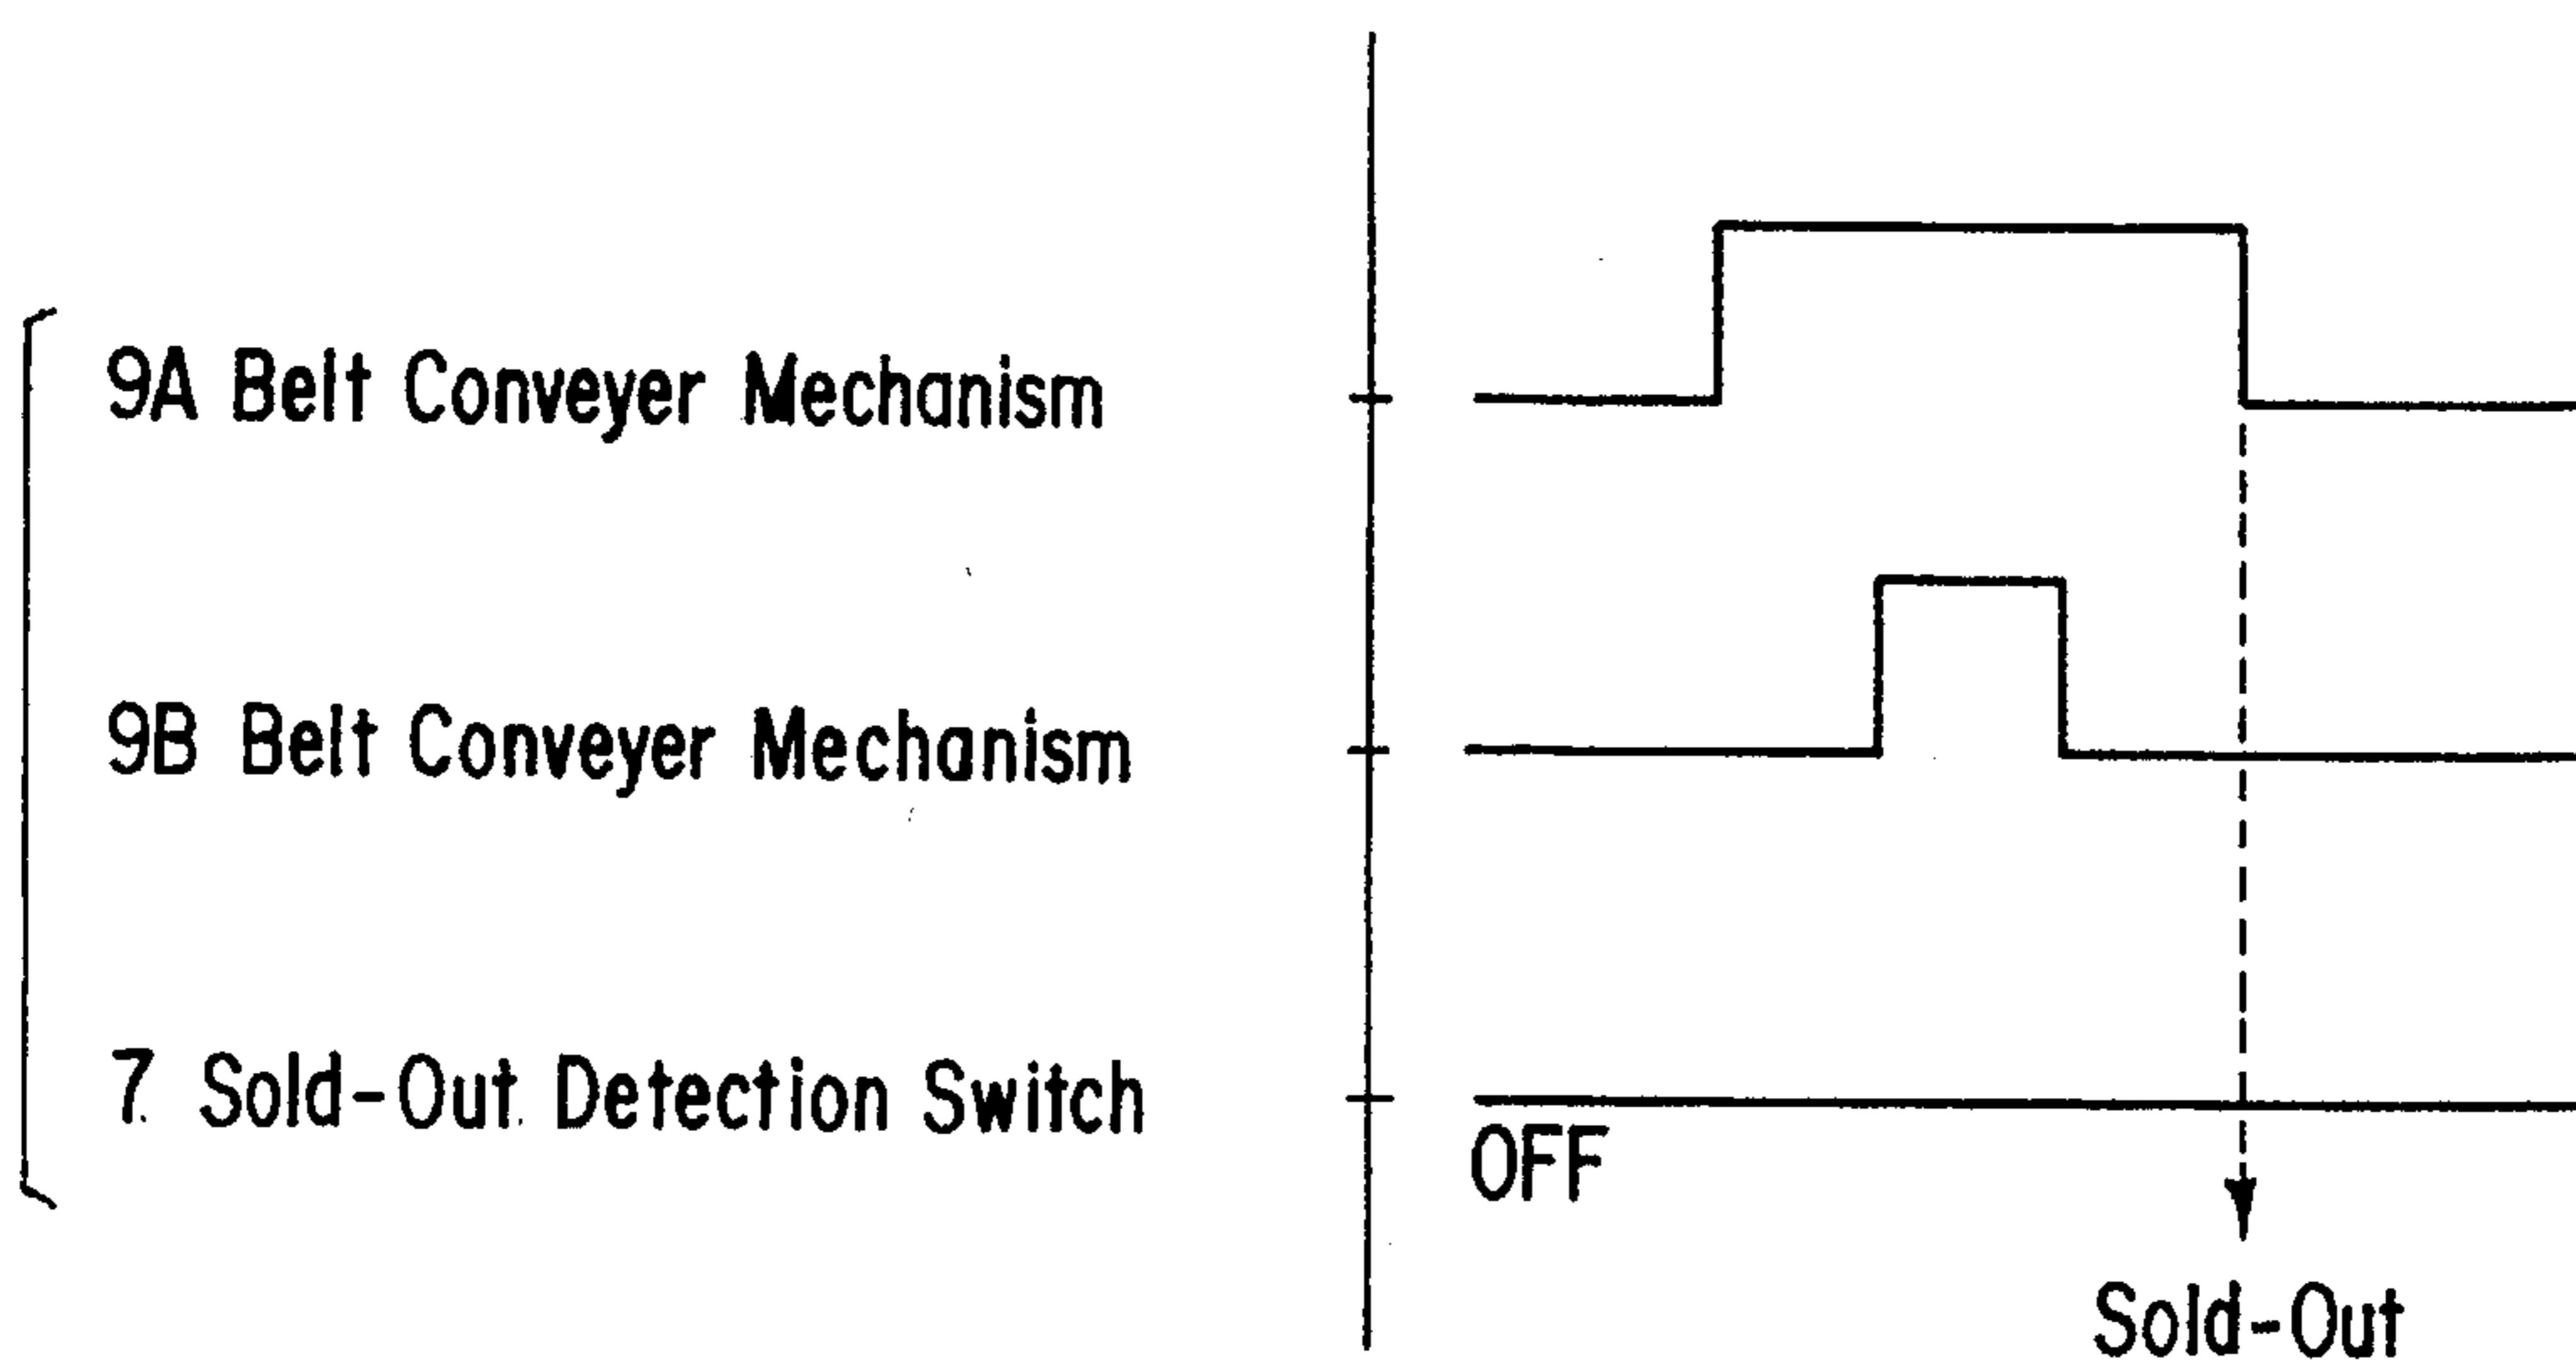 9A Belt Conveyer Mechanism
9B Belt Conveyer Mechanism
7 Sold-Out Detection Switch
OFF
Sold-Out